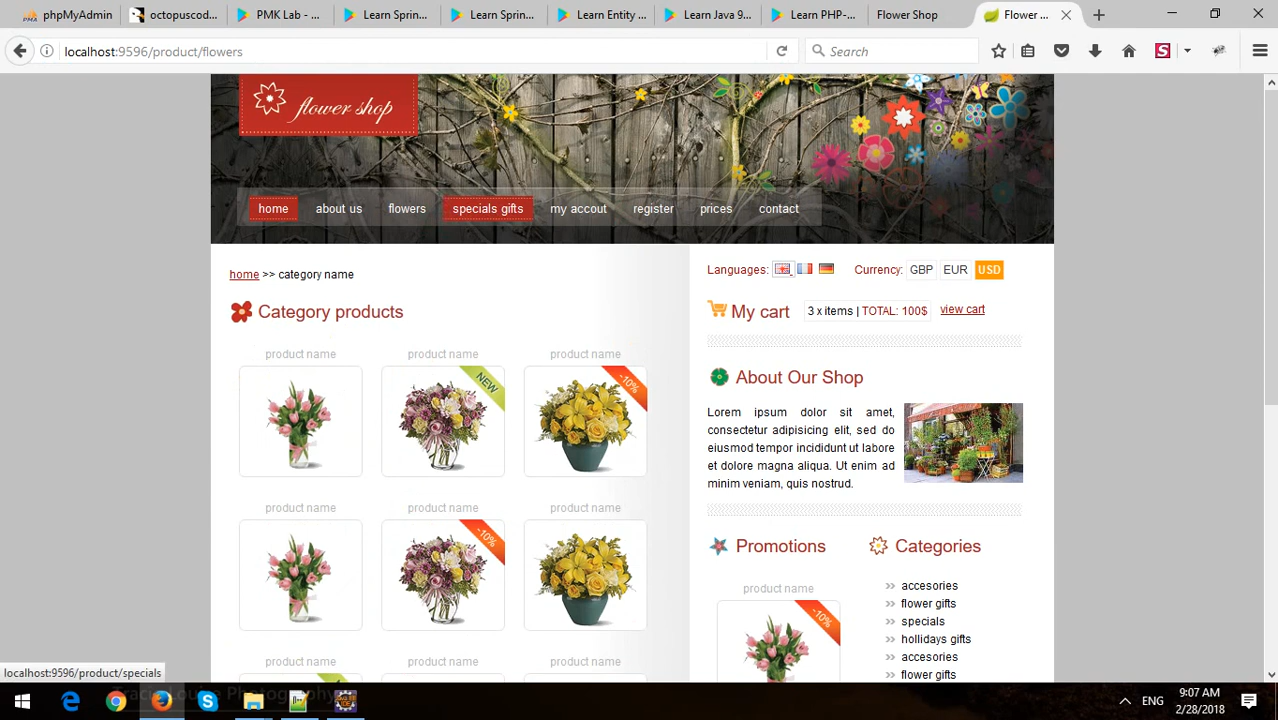 phpMyAdmin
octopuscod...
PMK Lab - ...
Learn Sprin...
Learn Sprin...
Learn Entity ...
Learn Java 9...
Learn PHP-...
Flower Shop
Flower ...
localhost:9596/product/flowers
Search
flower shop
home about us flowers specials gifts my accout register prices contact
home >> category name
Languages: Currency: GBP EUR USD
Category products
My cart 3 x items | TOTAL: 100$ view cart
product name product name product name
NEW
-10%
About Our Shop
Lorem ipsum dolor sit amet,
consectetur adipisicing elit, sed do
eiusmod tempor incididunt ut labore
et dolore magna aliqua. Ut enim ad
minim veniam, quis nostrud.
product name product name product name
-10%
Promotions
Categories
product name
-10%
accesories
flower gifts
specials
hollidays gifts
accesories
flower gifts
product name product name product name
localhost:9596/product/specials
Tracie Louise Photography
ENG
9:07 AM
2/28/2018